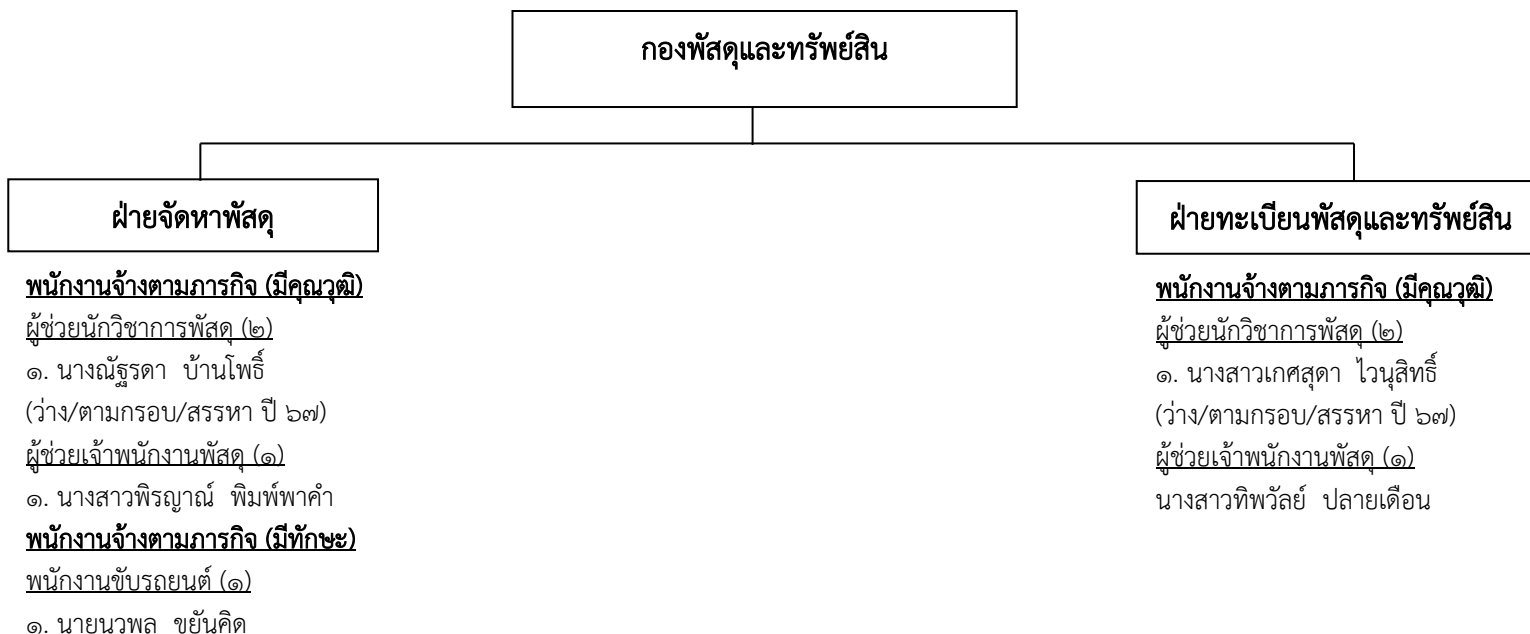 กองพัสดุและทรัพย์สิน
ฝ่ายจัดหาพัสดุ
พนักงานจ้างตามภารกิจ (มีคุณวุฒิ)
ผู้ช่วยนักวิชาการพัสดุ (๒)
๑. นางณัฐรดา บ้านโพธิ์
(ว่าง/ตามกรอบ/สรรหา ปี ๖๗)
ผู้ช่วยเจ้าพนักงานพัสดุ (๑)
๑. นางสาวพิรญาณ์ พิมพ์พาคำ
พนักงานจ้างตามภารกิจ (มีทักษะ)
พนักงานขับรถยนต์ (๑)
๑. นายนวพล ขยันคิด
ฝ่ายทะเบียนพัสดุและทรัพย์สิน
พนักงานจ้างตามภารกิจ (มีคุณวุฒิ)
ผู้ช่วยนักวิชาการพัสดุ (๒)
๑. นางสาวเกศสุดา ไวนุสิทธิ์
(ว่าง/ตามกรอบ/สรรหา ปี ๖๗)
ผู้ช่วยเจ้าพนักงานพัสดุ (๑)
นางสาวทิพวัลย์ ปลายเดือน